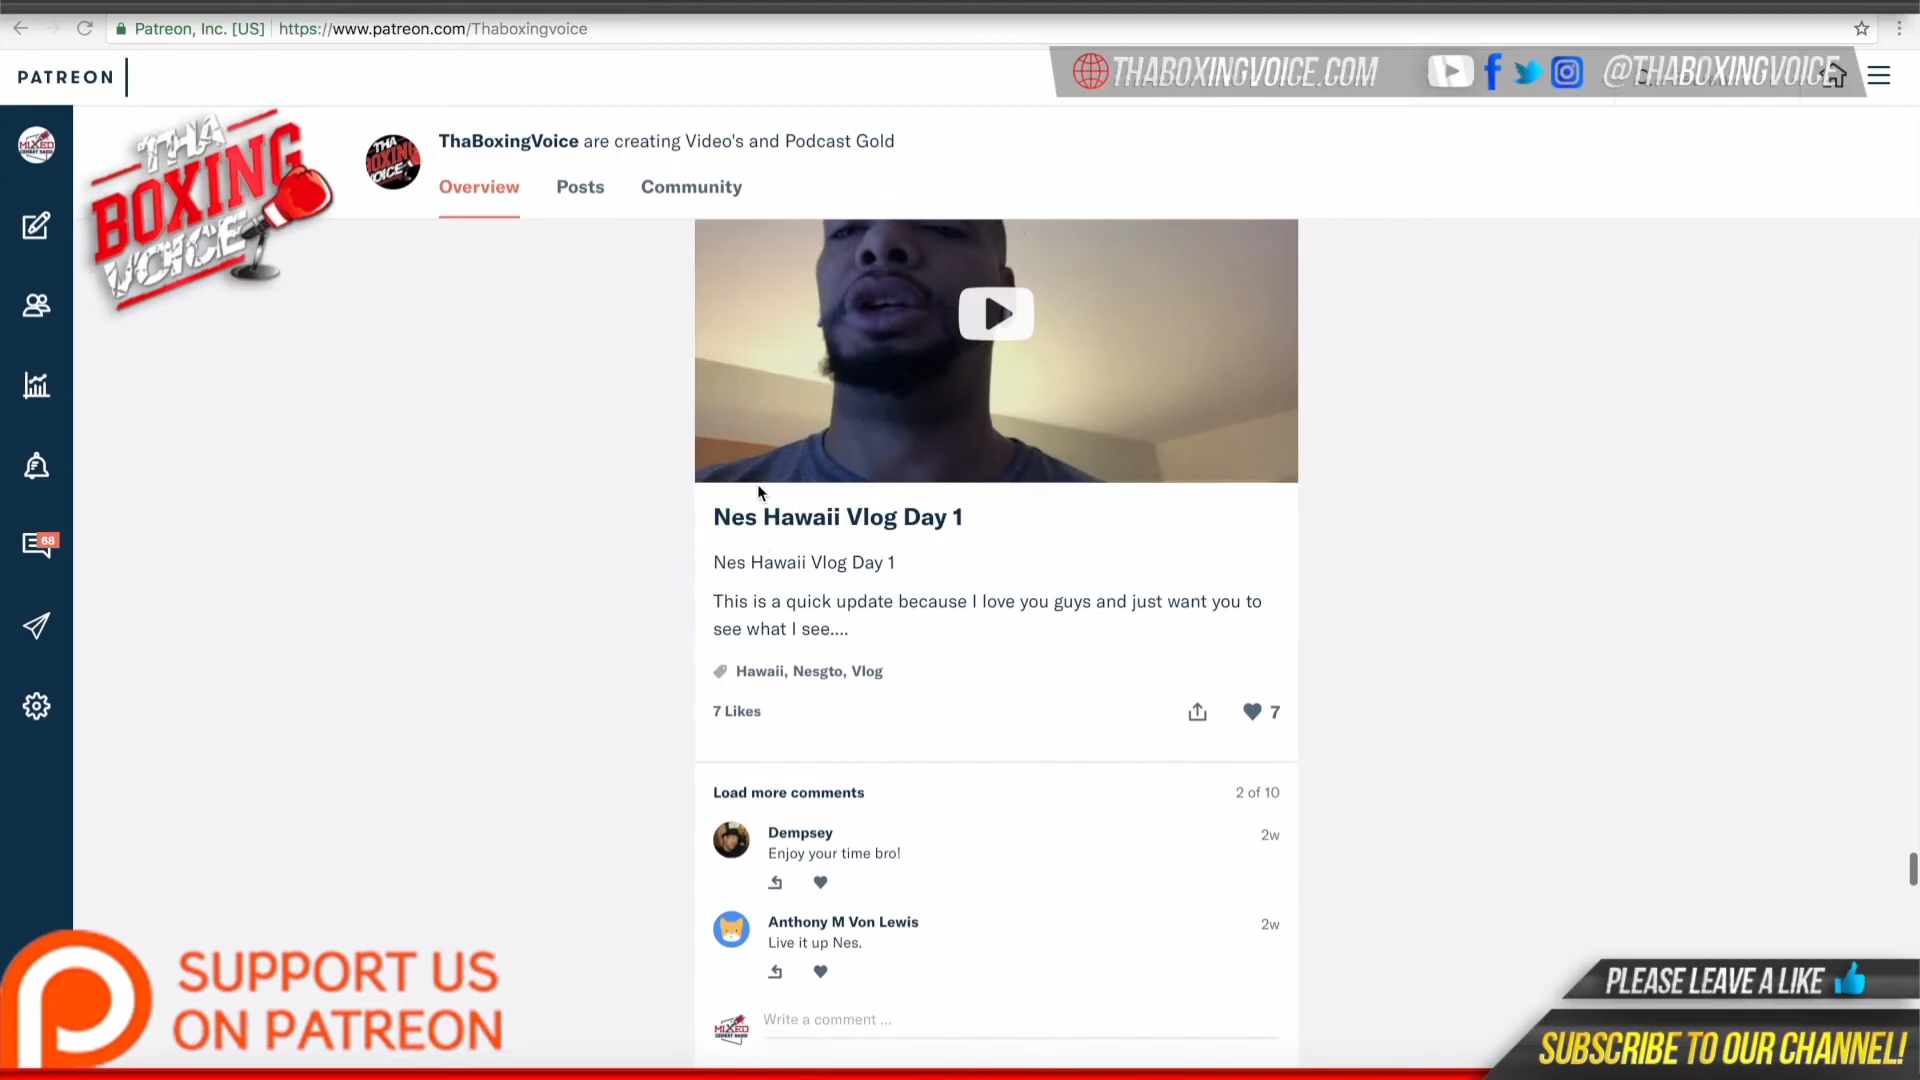 Patreon, Inc. [US] https://www.patreon.com/Thaboxingvoice
PATREON
THABOXINGVOICE.COM @THABOXINGVOICE
MIXED
THA
BOXING
VOICE
THA
BOXING
VOICE
ThaBoxingVoice are creating Video's and Podcast Gold
Overview Posts Community
68
Nes Hawaii Vlog Day 1
Nes Hawaii Vlog Day 1
This is a quick update because I love you guys and just want you to
see what I see....
Hawaii, Nesgto, Vlog
7 Likes 7
Load more comments 2 of 10
Dempsey 2w
Enjoy your time bro!
Anthony M Von Lewis 2w
Live it up Nes.
MIXED
Write a comment ...
SUPPORT US
ON PATREON
PLEASE LEAVE A LIKE
SUBSCRIBE TO OUR CHANNEL!